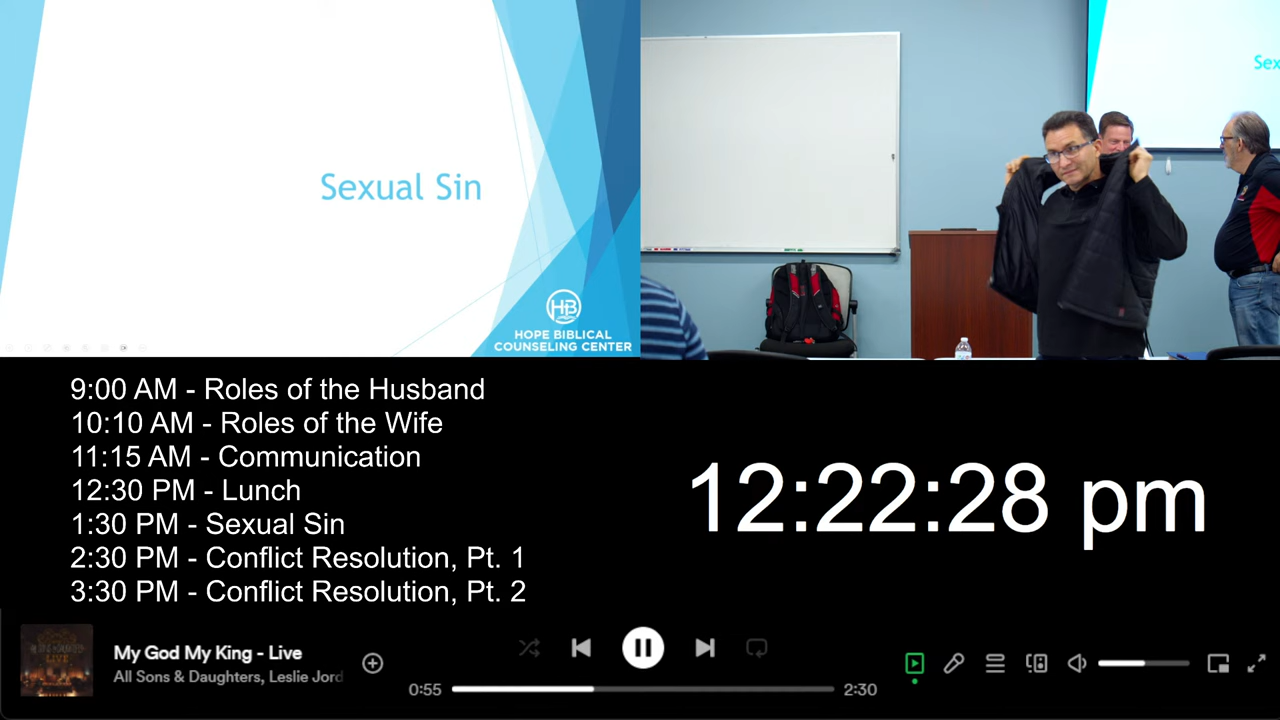 Sexual Sin
HB
HOPE BIBLICAL
COUNSELING CENTER
Sex
9:00 AM - Roles of the Husband
10:10 AM - Roles of the Wife
11:15 AM - Communication
12:30 PM - Lunch
1:30 PM - Sexual Sin
2:30 PM - Conflict Resolution, Pt. 1
3:30 PM - Conflict Resolution, Pt. 2
12:22:28 pm
LIVE
My God My King - Live
All Sons & Daughters, Leslie Jord
0:55
2:30